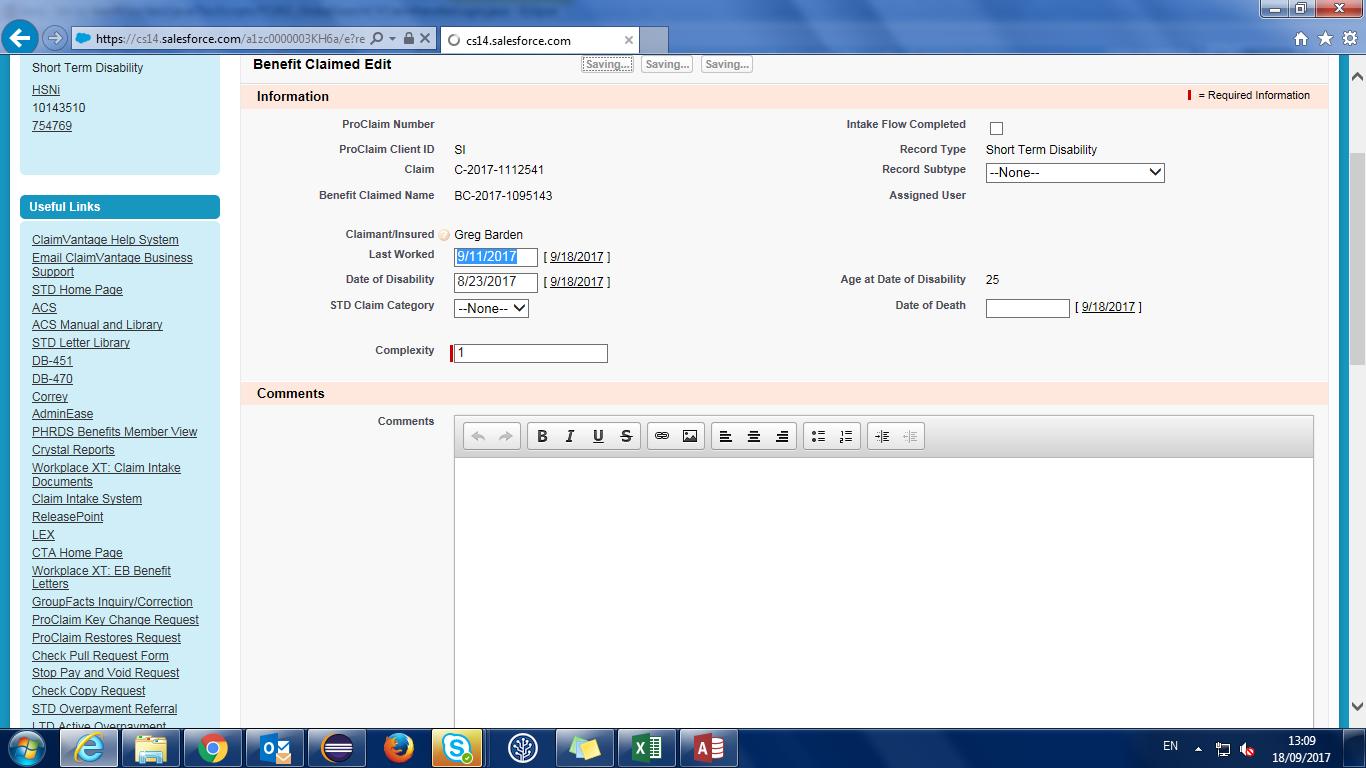 https://cs14.salesforce.com/a1zc0000003KH6a/e?re
cs14.salesforce.com
Short Term Disability
HSNi
10143510
754769
Useful Links
ClaimVantage Help System
Email ClaimVantage Business
Support
STD Home Page
ACS
ACS Manual and Library
STD Letter Library
DB-451
DB-470
Correy
AdminEase
PHRDS Benefits Member View
Crystal Reports
Workplace XT: Claim Intake
Documents
Claim Intake System
ReleasePoint
LEX
CTA Home Page
Workplace XT: EB Benefit
Letters
GroupFacts Inquiry/Correction
ProClaim Key Change Request
ProClaim Restores Request
Check Pull Request Form
Stop Pay and Void Request
Check Copy Request
STD Overpayment Referral
LTD Active Overpayment
Benefit Claimed Edit Saving... Saving... Saving...
Information = Required Information
ProClaim Number Intake Flow Completed
ProClaim Client ID SI Record Type Short Term Disability
Claim C-2017-1112541 Record Subtype --None--
Benefit Claimed Name BC-2017-1095143 Assigned User
Claimant/Insured ? Greg Barden
Last Worked 9/11/2017 [ 9/18/2017 ]
Date of Disability 8/23/2017 [ 9/18/2017 ] Age at Date of Disability 25
STD Claim Category --None-- Date of Death [ 9/18/2017 ]
Complexity 1
Comments
Comments
B I U S
EN 13:09
18/09/2017